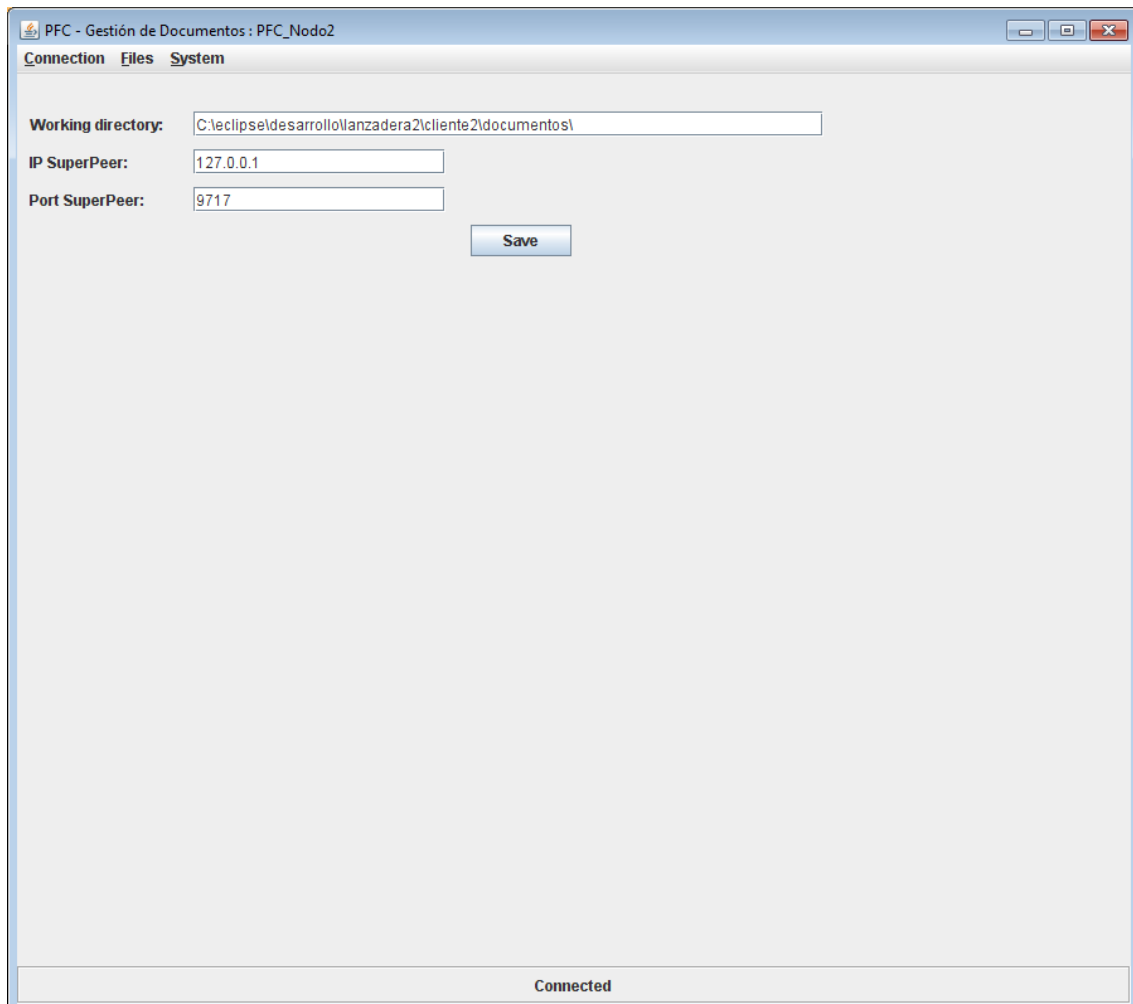 PFC - Gestión de Documentos : PFC_Nodo2
Connection Files System
Working directory: C:\eclipse\desarrollo\lanzadera2\cliente2\documentos\
IP SuperPeer: 127.0.0.1
Port SuperPeer: 9717
Save
Connected